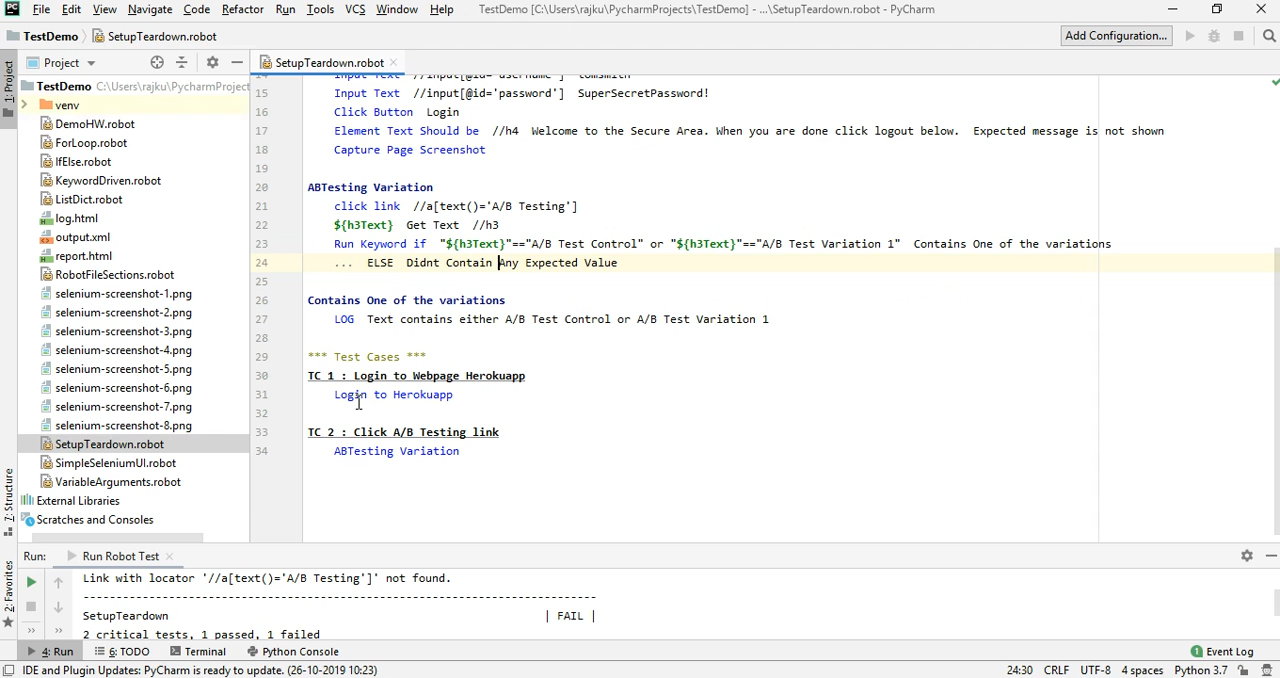 PC File Edit View Navigate Code Refactor Run Tools VCS Window Help TestDemo [C:\Users\rajku\PycharmProjects\TestDemo] - ...\SetupTeardown.robot - PyCharm
TestDemo SetupTeardown.robot Add Configuration...
1: Project
Project
SetupTeardown.robot
TestDemo C:\Users\rajku\PycharmProject
venv
DemoHW.robot
ForLoop.robot
IfElse.robot
KeywordDriven.robot
ListDict.robot
log.html
output.xml
report.html
RobotFileSections.robot
selenium-screenshot-1.png
selenium-screenshot-2.png
selenium-screenshot-3.png
selenium-screenshot-4.png
selenium-screenshot-5.png
selenium-screenshot-6.png
selenium-screenshot-7.png
selenium-screenshot-8.png
SetupTeardown.robot
SimpleSeleniumUI.robot
VariableArguments.robot
External Libraries
Scratches and Consoles
7: Structure
2: Favorites
14 Input Text //input[@id='username'] tomsmith
15 Input Text //input[@id='password'] SuperSecretPassword!
16 Click Button Login
17 Element Text Should be //h4 Welcome to the Secure Area. When you are done click logout below. Expected message is not shown
18 Capture Page Screenshot
19
20 ABTesting Variation
21 click link //a[text()='A/B Testing']
22 ${h3Text} Get Text //h3
23 Run Keyword if "${h3Text}"=="A/B Test Control" or "${h3Text}"=="A/B Test Variation 1" Contains One of the variations
24 ... ELSE Didnt Contain Any Expected Value
25
26 Contains One of the variations
27 LOG Text contains either A/B Test Control or A/B Test Variation 1
28
29 *** Test Cases ***
30 TC 1 : Login to Webpage Herokuapp
31 Login to Herokuapp
32
33 TC 2 : Click A/B Testing link
34 ABTesting Variation
Run: Run Robot Test
Link with locator '//a[text()='A/B Testing']' not found.
------------------------------------------------------------------------------
SetupTeardown | FAIL |
2 critical tests, 1 passed, 1 failed
4: Run 6: TODO Terminal Python Console 1 Event Log
IDE and Plugin Updates: PyCharm is ready to update. (26-10-2019 10:23) 24:30 CRLF UTF-8 4 spaces Python 3.7